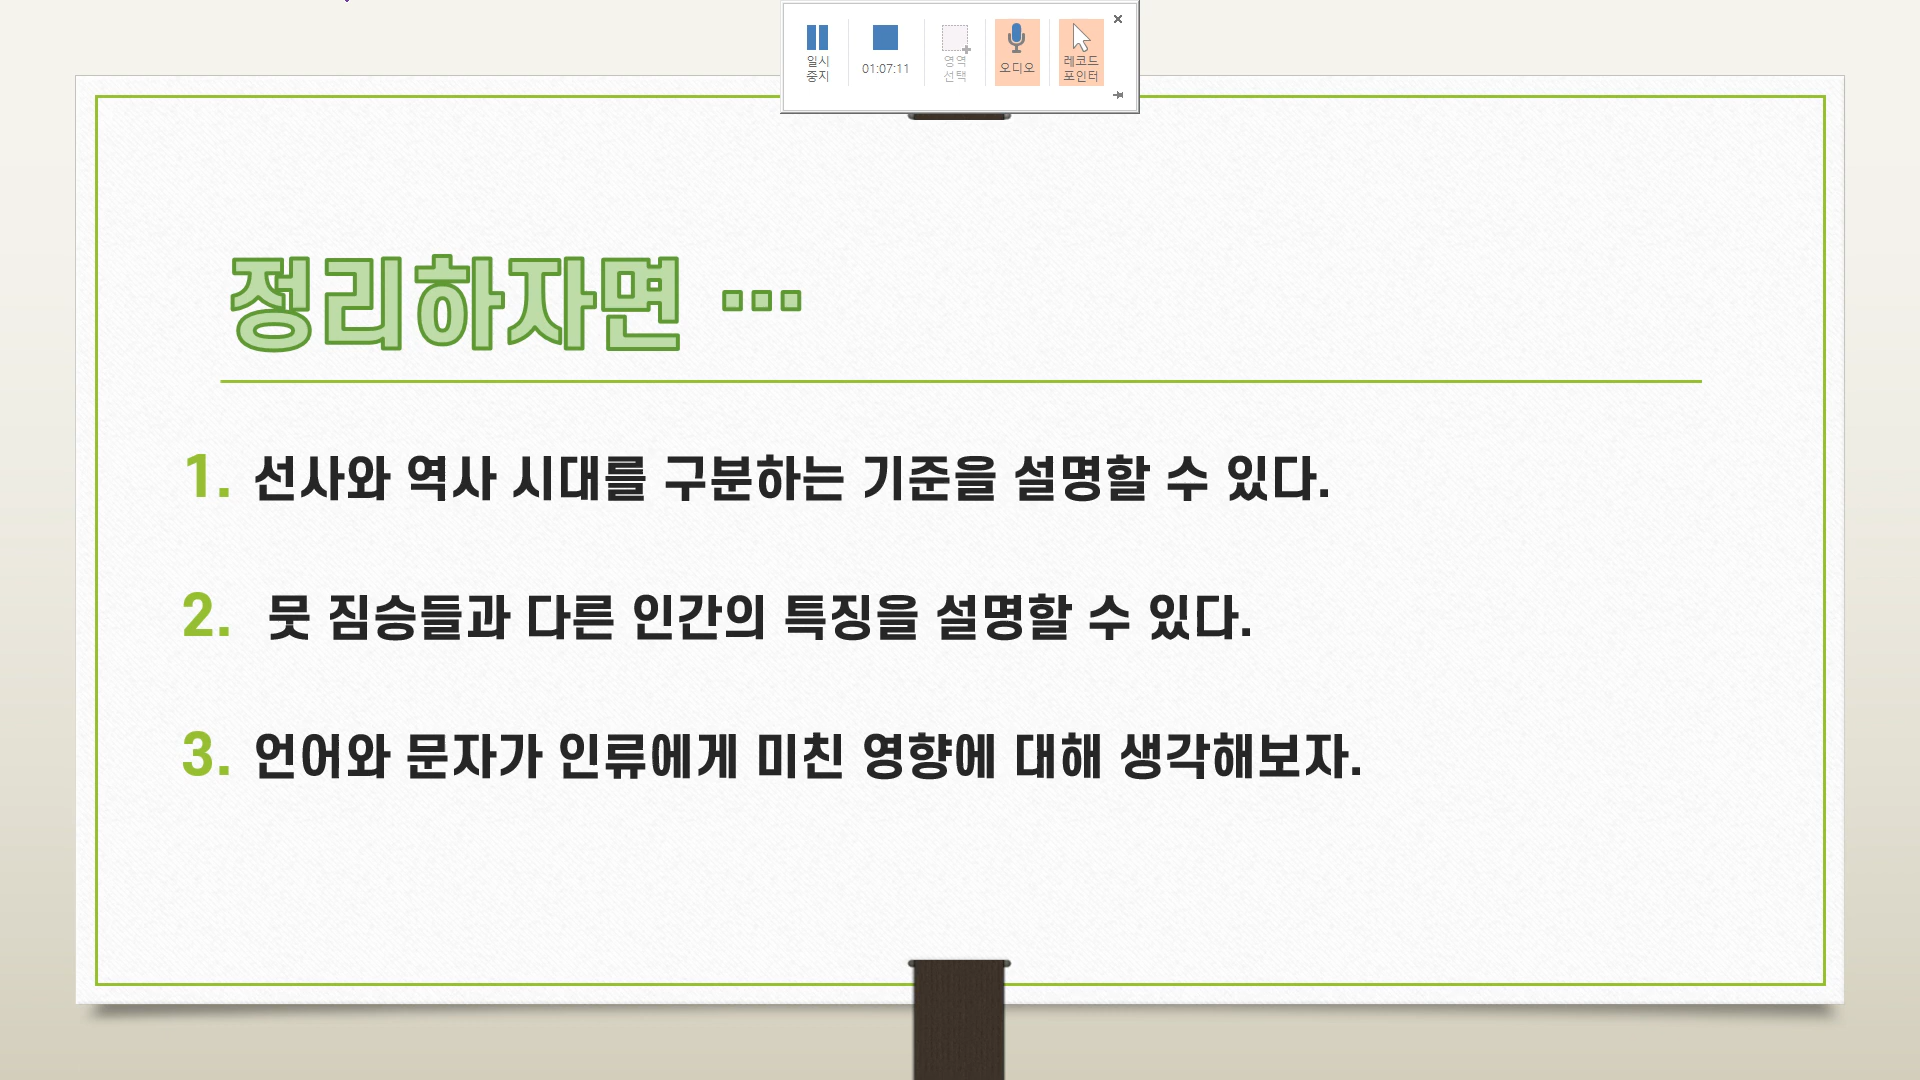 일시
중지
01:07:11
영역
선택
오디오
레코드
포인터
정리하자면 …
1. 선사와 역사 시대를 구분하는 기준을 설명할 수 있다.
2. 뭇 짐승들과 다른 인간의 특징을 설명할 수 있다.
3. 언어와 문자가 인류에게 미친 영향에 대해 생각해보자.